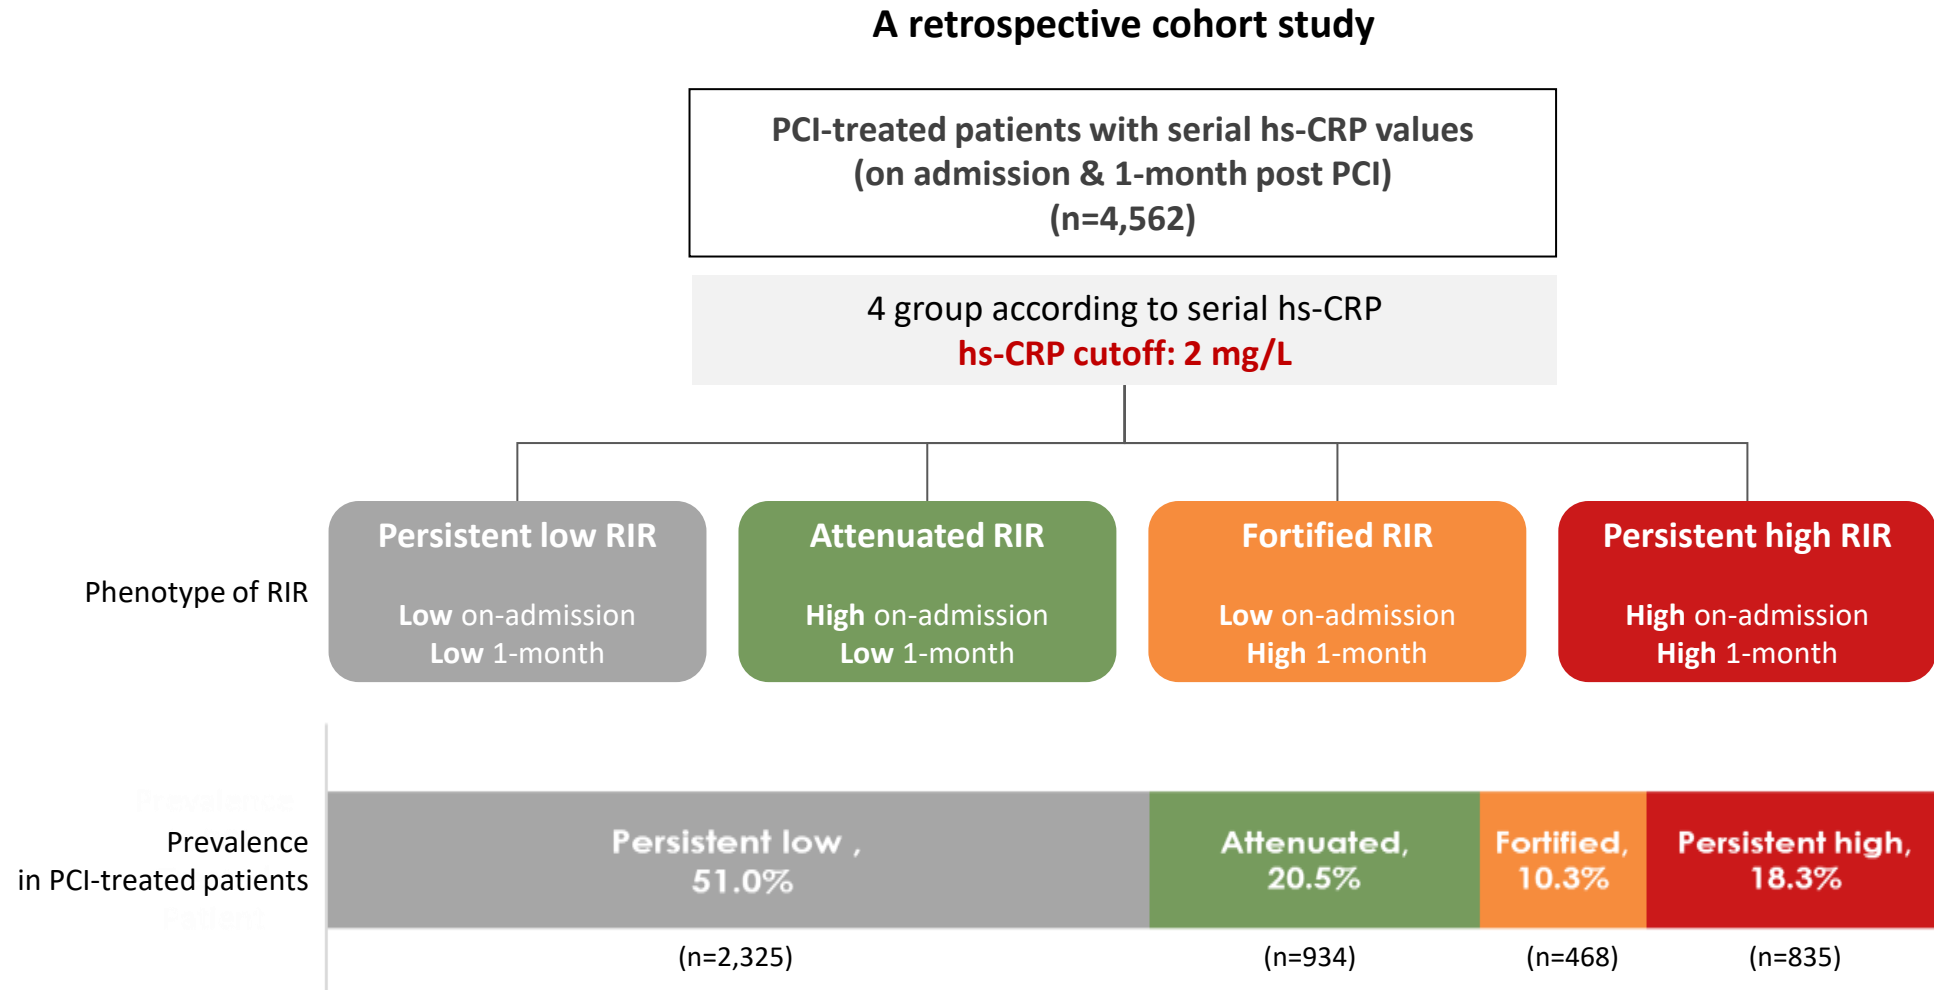 A retrospective cohort study
PCI-treated patients with serial hs-CRP values
(on admission & 1-month post PCI)
(n=4,562)
4 group according to serial hs-CRP
hs-CRP cutoff: 2 mg/L
Phenotype of RIR
Persistent low RIR
Low on-admission
Low 1-month
Attenuated RIR
High on-admission
Low 1-month
Fortified RIR
Low on-admission
High 1-month
Persistent high RIR
High on-admission
High 1-month
Prevalence
in PCI-treated patients
Persistent low ,
51.0%
Attenuated,
20.5%
Fortified,
10.3%
Persistent high,
18.3%
(n=2,325)
(n=934)
(n=468)
(n=835)